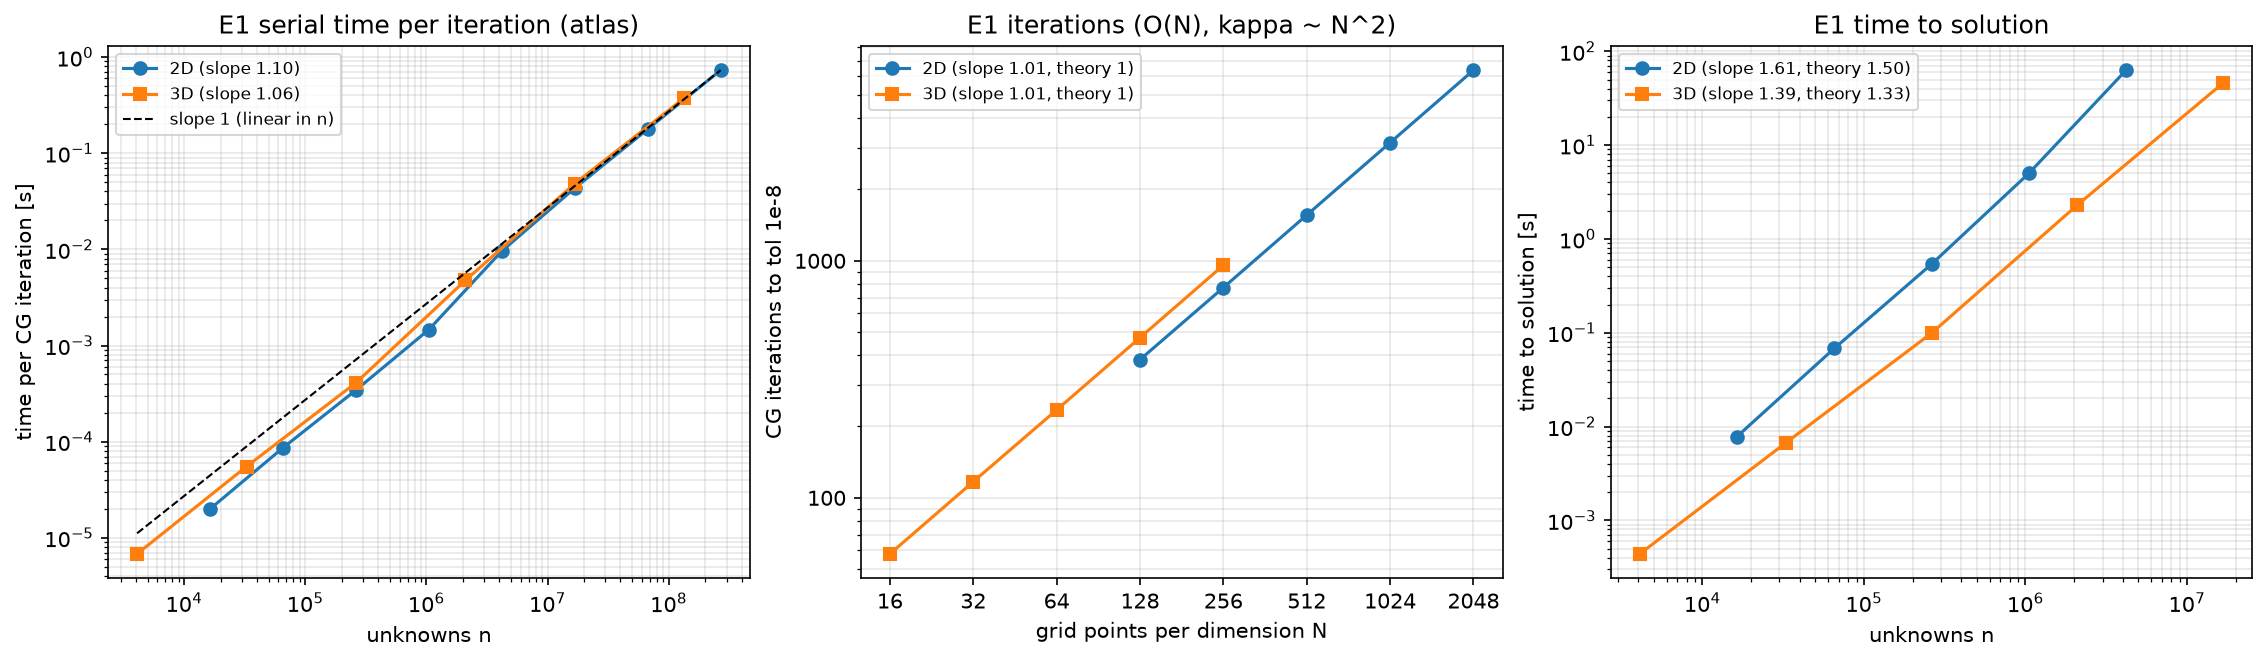 E1 serial time per iteration (atlas)
2D (slope 1.10)
3D (slope 1.06)
slope 1 (linear in n)
time per CG iteration [s]
10^0
10^-1
10^-2
10^-3
10^-4
10^-5
10^4 10^5 10^6 10^7 10^8
unknowns n
E1 iterations (O(N), kappa ~ N^2)
2D (slope 1.01, theory 1)
3D (slope 1.01, theory 1)
CG iterations to tol 1e-8
1000
100
16 32 64 128 256 512 1024 2048
grid points per dimension N
E1 time to solution
2D (slope 1.61, theory 1.50)
3D (slope 1.39, theory 1.33)
time to solution [s]
10^2
10^1
10^0
10^-1
10^-2
10^-3
10^4 10^5 10^6 10^7
unknowns n